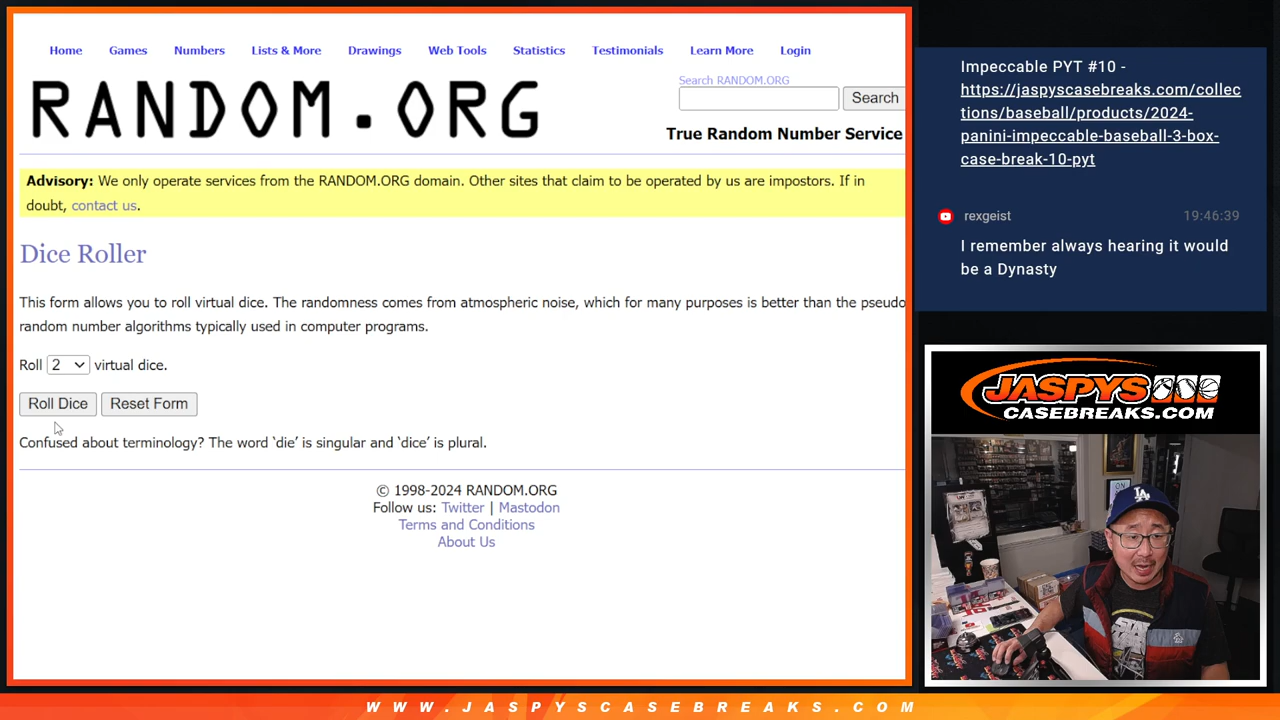 Home Games Numbers Lists & More Drawings Web Tools Statistics Testimonials Learn More Login
RANDOM.ORG
Search RANDOM.ORG
Search
True Random Number Service
Advisory: We only operate services from the RANDOM.ORG domain. Other sites that claim to be operated by us are impostors. If in
doubt, contact us.
Dice Roller
This form allows you to roll virtual dice. The randomness comes from atmospheric noise, which for many purposes is better than the pseudo
random number algorithms typically used in computer programs.
Roll 2 virtual dice.
Roll Dice Reset Form
Confused about terminology? The word ‘die’ is singular and ‘dice’ is plural.
© 1998-2024 RANDOM.ORG
Follow us: Twitter | Mastodon
Terms and Conditions
About Us
Impeccable PYT #10 -
https://jaspyscasebreaks.com/collec
tions/baseball/products/2024-
panini-impeccable-baseball-3-box-
case-break-10-pyt
rexgeist 19:46:39
I remember always hearing it would
be a Dynasty
JASPYS
CASEBREAKS.COM
LA
STAR
WWW.JASPYSCASEBREAKS.COM